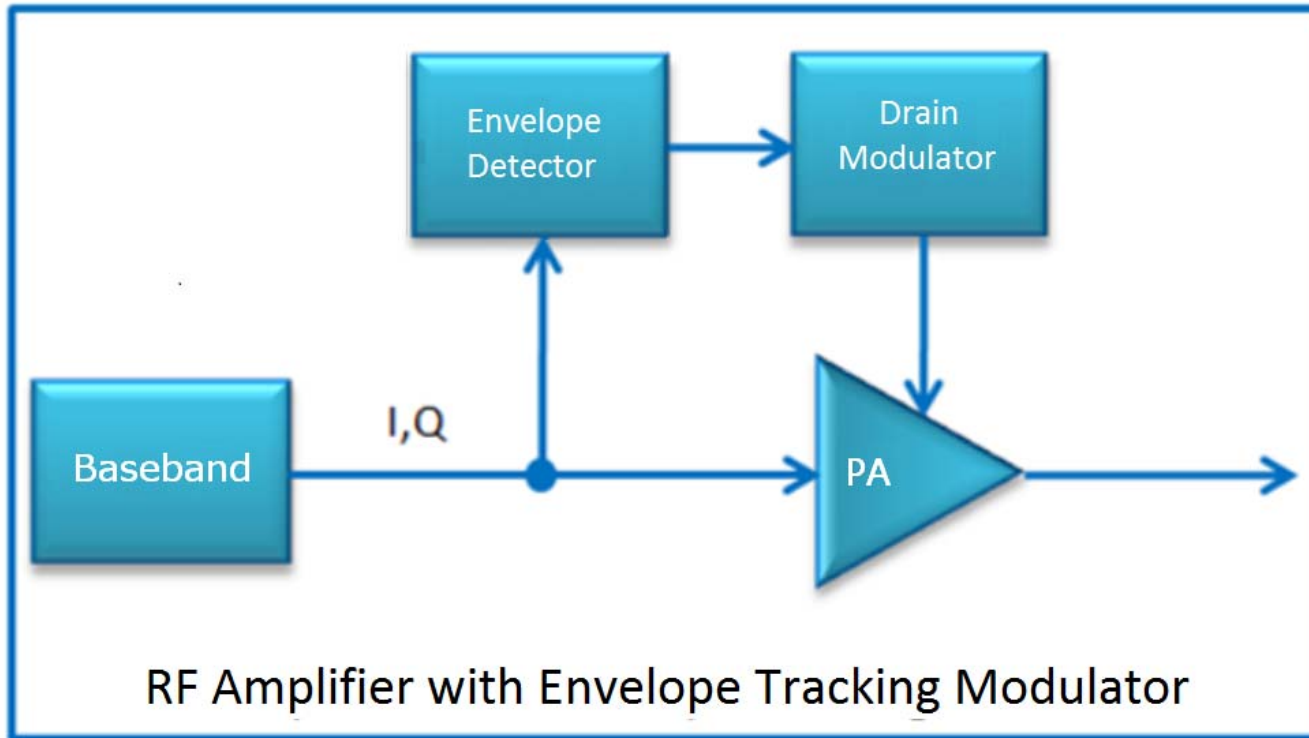 Envelope
Detector
Drain
Modulator
I,Q
Baseband
PA
RF Amplifier with Envelope Tracking Modulator